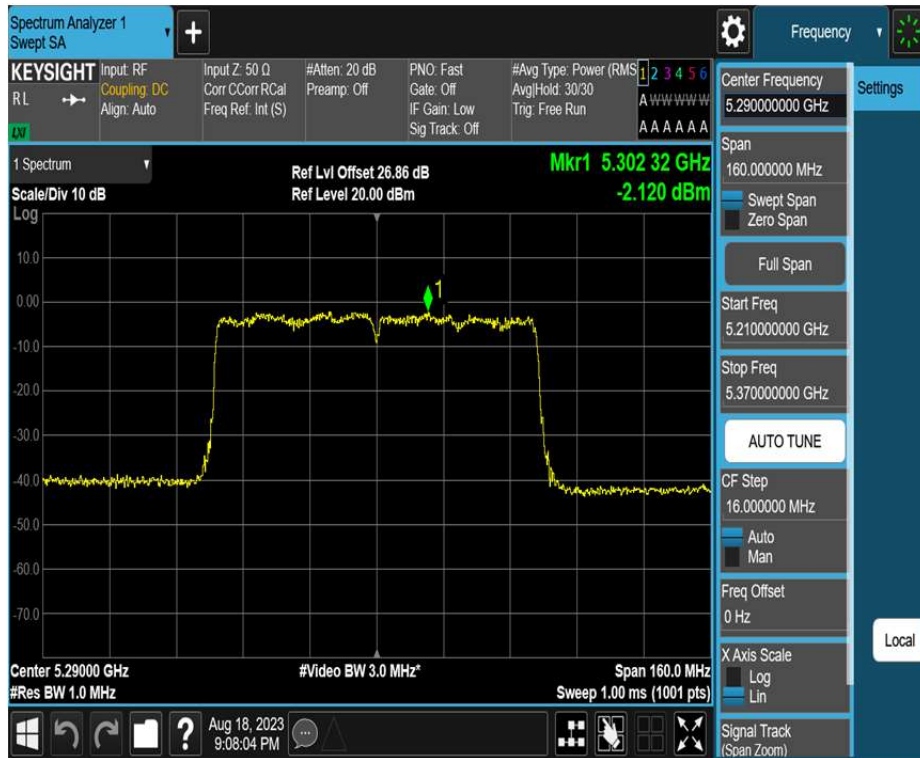 Spectrum Analyzer 1
Swept SA
+
Frequency
KEYSIGHT
R L
LXI
Input: RF
Coupling: DC
Align: Auto
Input Z: 50 Ω
Corr CCorr RCal
Freq Ref: Int (S)
#Atten: 20 dB
Preamp: Off
PNO: Fast
Gate: Off
IF Gain: Low
Sig Track: Off
#Avg Type: Power (RMS
Avg|Hold: 30/30
Trig: Free Run
1 2 3 4 5 6
A W W W W W
A A A A A A
1 Spectrum
Scale/Div 10 dB
Log
Ref Lvl Offset 26.86 dB
Ref Level 20.00 dBm
Mkr1 5.302 32 GHz
-2.120 dBm
10.0
0.00
-10.0
-20.0
-30.0
-40.0
-50.0
-60.0
-70.0
1
Center 5.29000 GHz
#Res BW 1.0 MHz
#Video BW 3.0 MHz*
Span 160.0 MHz
Sweep 1.00 ms (1001 pts)
?
Aug 18, 2023
9:08:04 PM
Center Frequency
5.290000000 GHz
Span
160.000000 MHz
Swept Span
Zero Span
Full Span
Start Freq
5.210000000 GHz
Stop Freq
5.370000000 GHz
AUTO TUNE
CF Step
16.000000 MHz
Auto
Man
Freq Offset
0 Hz
X Axis Scale
Log
Lin
Signal Track
(Span Zoom)
Settings
Local